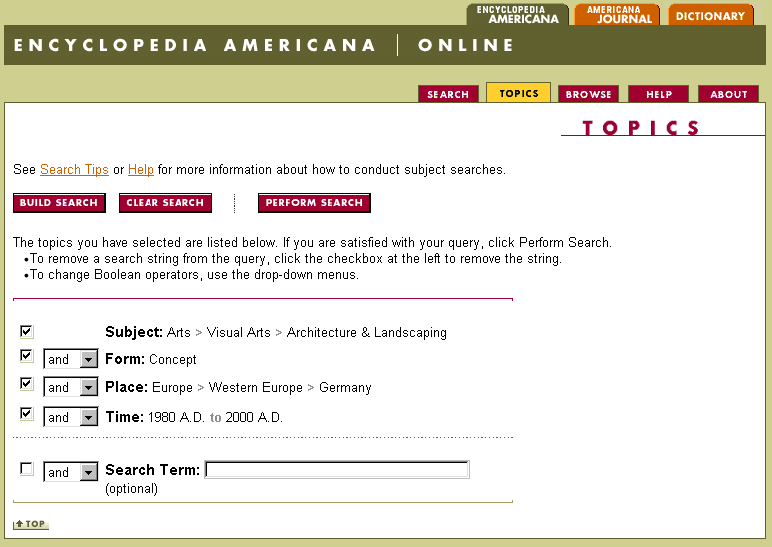 ENCYCLOPEDIA AMERICANA
AMERICANA JOURNAL
DICTIONARY
ENCYCLOPEDIA AMERICANA | ONLINE
SEARCH TOPICS BROWSE HELP ABOUT
TOPICS
See Search Tips or Help for more information about how to conduct subject searches.
BUILD SEARCH CLEAR SEARCH PERFORM SEARCH
The topics you have selected are listed below. If you are satisfied with your query, click Perform Search.
•To remove a search string from the query, click the checkbox at the left to remove the string.
•To change Boolean operators, use the drop-down menus.
Subject: Arts > Visual Arts > Architecture & Landscaping
and Form: Concept
and Place: Europe > Western Europe > Germany
and Time: 1980 A.D. to 2000 A.D.
and Search Term:
(optional)
TOP